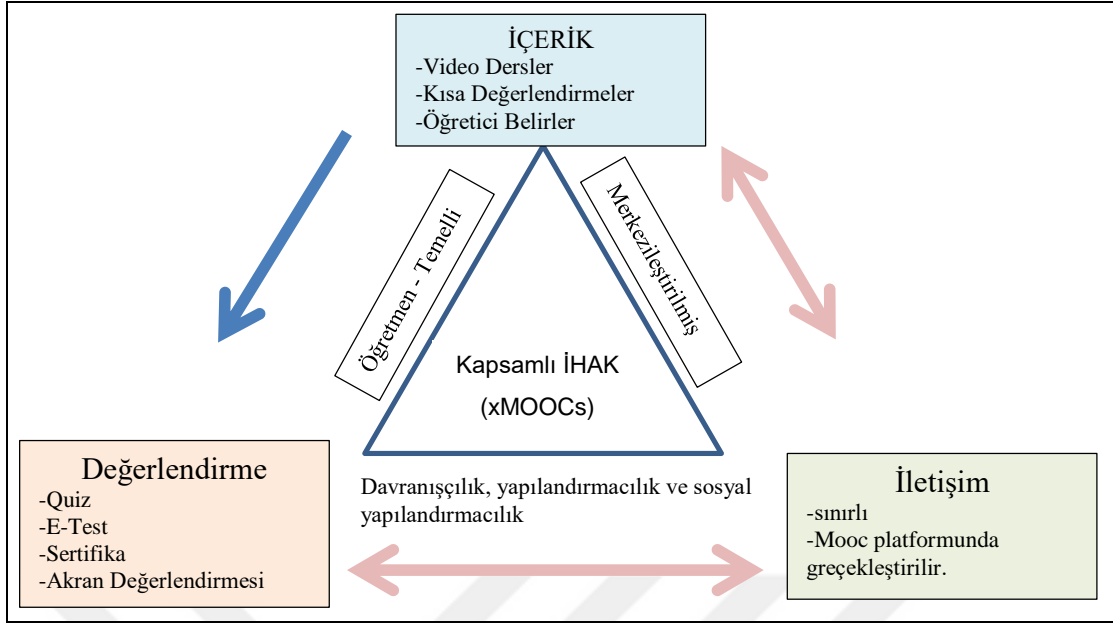 İÇERİK
-Video Dersler
-Kısa Değerlendirmeler
-Öğretici Belirler
Öğretmen - Temelli
Merkezileştirilmiş
Kapsamlı İHAK
(xMOOCs)
Değerlendirme
-Quiz
-E-Test
-Sertifika
-Akran Değerlendirmesi
Davranışçılık, yapılandırmacılık ve sosyal
yapılandırmacılık
İletişim
-sınırlı
-Mooc platformunda
greçekleştirilir.